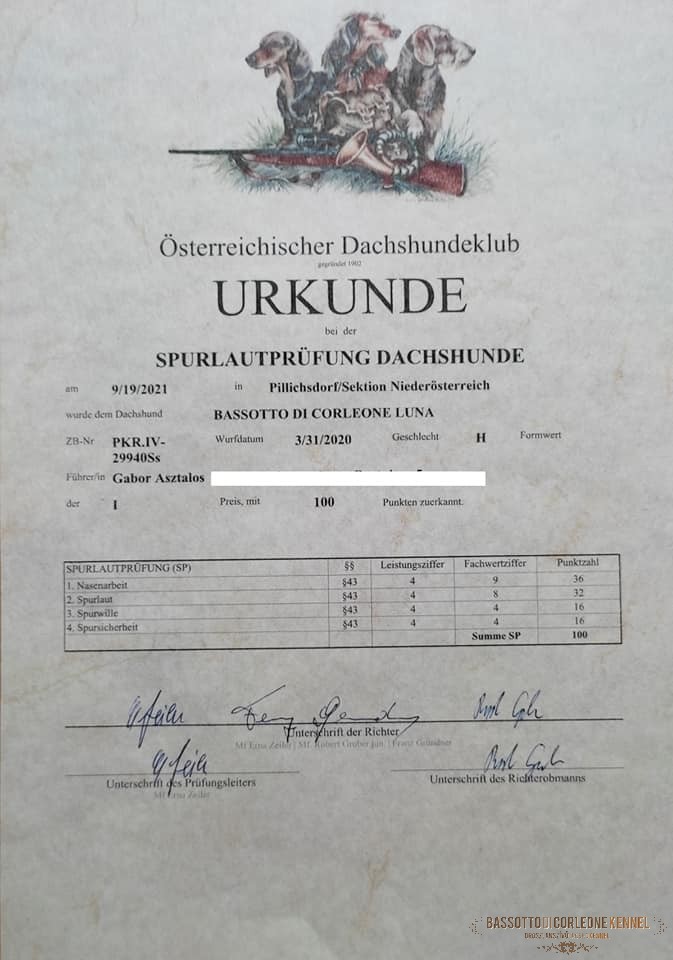 Österreichischer Dachshundeklub
gegründet 1902
URKUNDE
bei der
SPURLAUTPRÜFUNG DACHSHUNDE
am 9/19/2021 in Pillichsdorf/Sektion Niederösterreich
wurde dem Dachshund BASSOTTO DI CORLEONE LUNA
ZB-Nr PKR.IV-29940Ss Wurfdatum 3/31/2020 Geschlecht H Formwert
Führer/in Gabor Asztalos
der I Preis, mit 100 Punkten zuerkannt.
SPURLAUTPRÜFUNG (SP) §§ Leistungsziffer Fachwertziffer Punktzahl
1. Nasenarbeit §43 4 9 36
2. Spurlaut §43 4 8 32
3. Spurwille §43 4 4 16
4. Spursicherheit §43 4 4 16
Summe SP 100
Unterschrift der Richter
Mf Erna Zeiler | Mf. Robert Gruber jun. | Franz Gründner
Unterschrift des Prüfungsleiters Unterschrift des Richterobmanns
Mf Erna Zeiler
BASSOTTO DI CORLEONE KENNEL